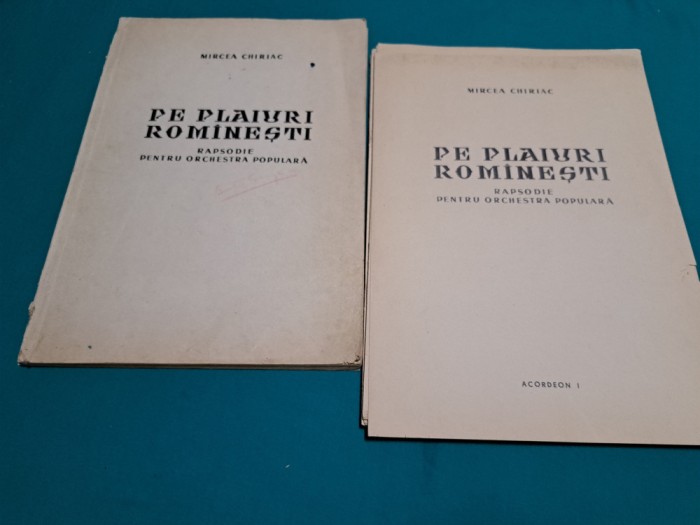 MIRCEA CHIRIAC
PE PLAIURI
ROMÎNEȘTI
RAPSODIE
PENTRU ORCHESTRA POPULARĂ
MIRCEA CHIRIAC
PE PLAIURI
ROMÎNEȘTI
RAPSODIE
PENTRU ORCHESTRA POPULARĂ
ACORDEON I